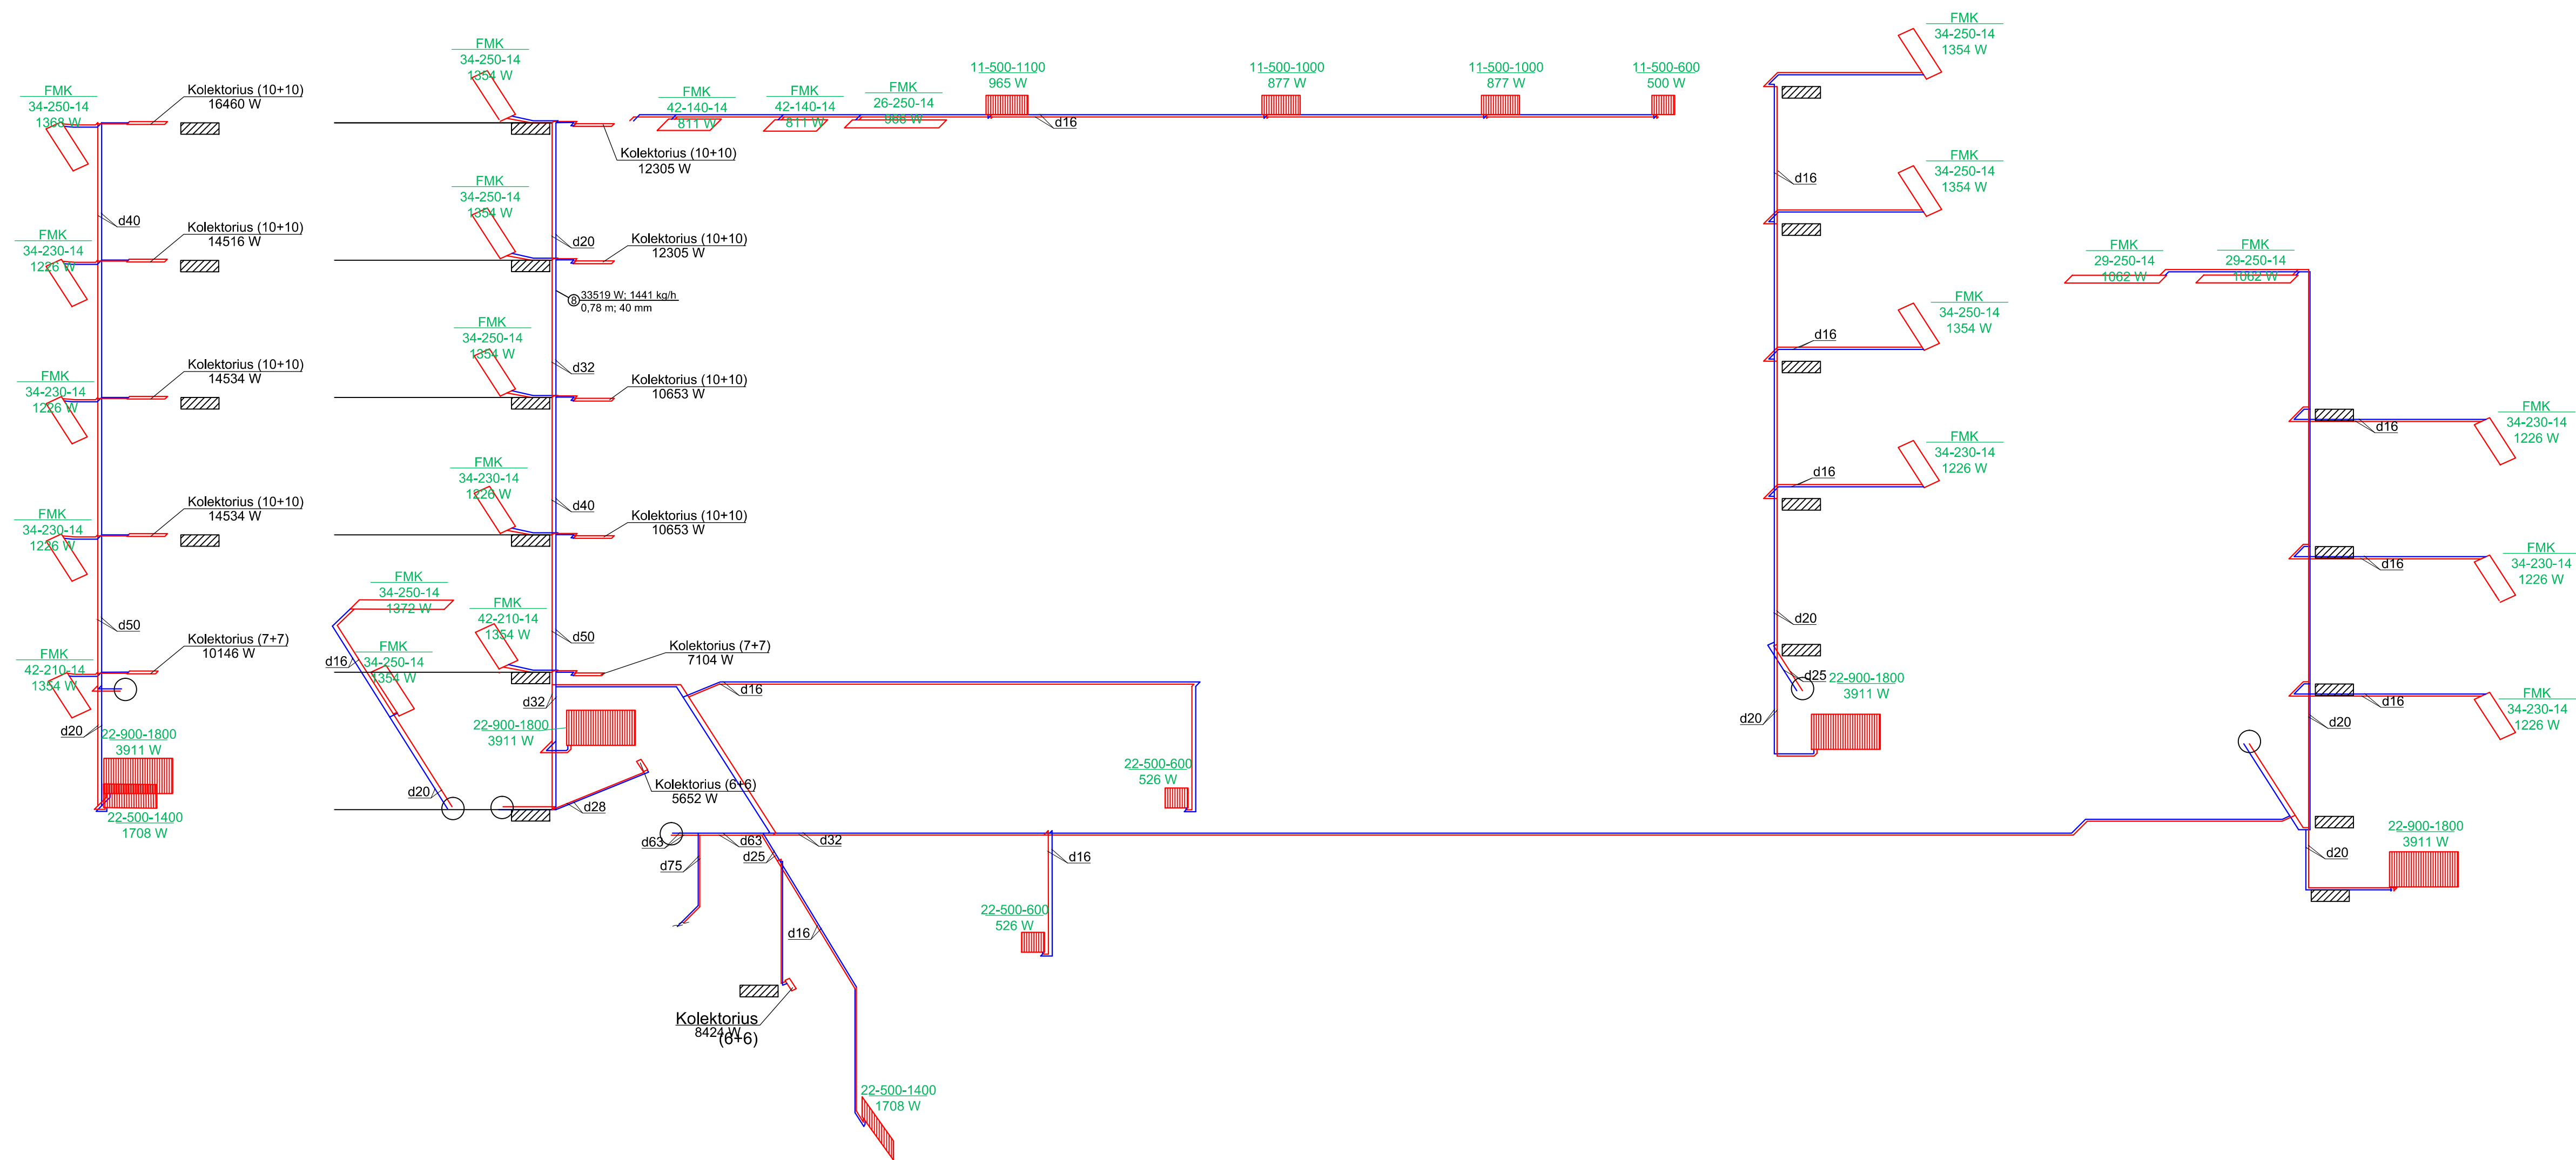 FMK
34-250-14
1368 W
Kolektorius (10+10)
16460 W
d40
FMK
34-230-14
1226 W
Kolektorius (10+10)
14516 W
FMK
34-230-14
1226 W
Kolektorius (10+10)
14534 W
FMK
34-230-14
1226 W
Kolektorius (10+10)
14534 W
d50
FMK
42-210-14
1354 W
Kolektorius (7+7)
10146 W
d20
22-900-1800
3911 W
22-500-1400
1708 W
FMK
34-250-14
1354 W
Kolektorius (10+10)
12305 W
FMK
34-250-14
1354 W
d20
Kolektorius (10+10)
12305 W
8
33519 W; 1441 kg/h
0,78 m; 40 mm
FMK
34-250-14
1354 W
d32
Kolektorius (10+10)
10653 W
FMK
34-230-14
1226 W
d40
Kolektorius (10+10)
10653 W
FMK
34-250-14
1372 W
d16
FMK
34-250-14
1354 W
d20
FMK
42-210-14
1354 W
d50
Kolektorius (7+7)
7104 W
d32
22-900-1800
3911 W
Kolektorius (6+6)
5652 W
d28
d16
22-500-600
526 W
d63
d63
d32
d75
d25
d16
d16
22-500-600
526 W
Kolektorius
8424 W
(6+6)
22-500-1400
1708 W
FMK
42-140-14
811 W
FMK
42-140-14
811 W
FMK
26-250-14
966 W
11-500-1100
965 W
d16
11-500-1000
877 W
11-500-1000
877 W
11-500-600
500 W
FMK
34-250-14
1354 W
d16
FMK
34-250-14
1354 W
d16
FMK
34-250-14
1354 W
d16
FMK
34-230-14
1226 W
d20
d25
22-900-1800
3911 W
d20
FMK
29-250-14
1062 W
FMK
29-250-14
1062 W
d16
FMK
34-230-14
1226 W
d16
FMK
34-230-14
1226 W
d16
FMK
34-230-14
1226 W
d20
d20
22-900-1800
3911 W